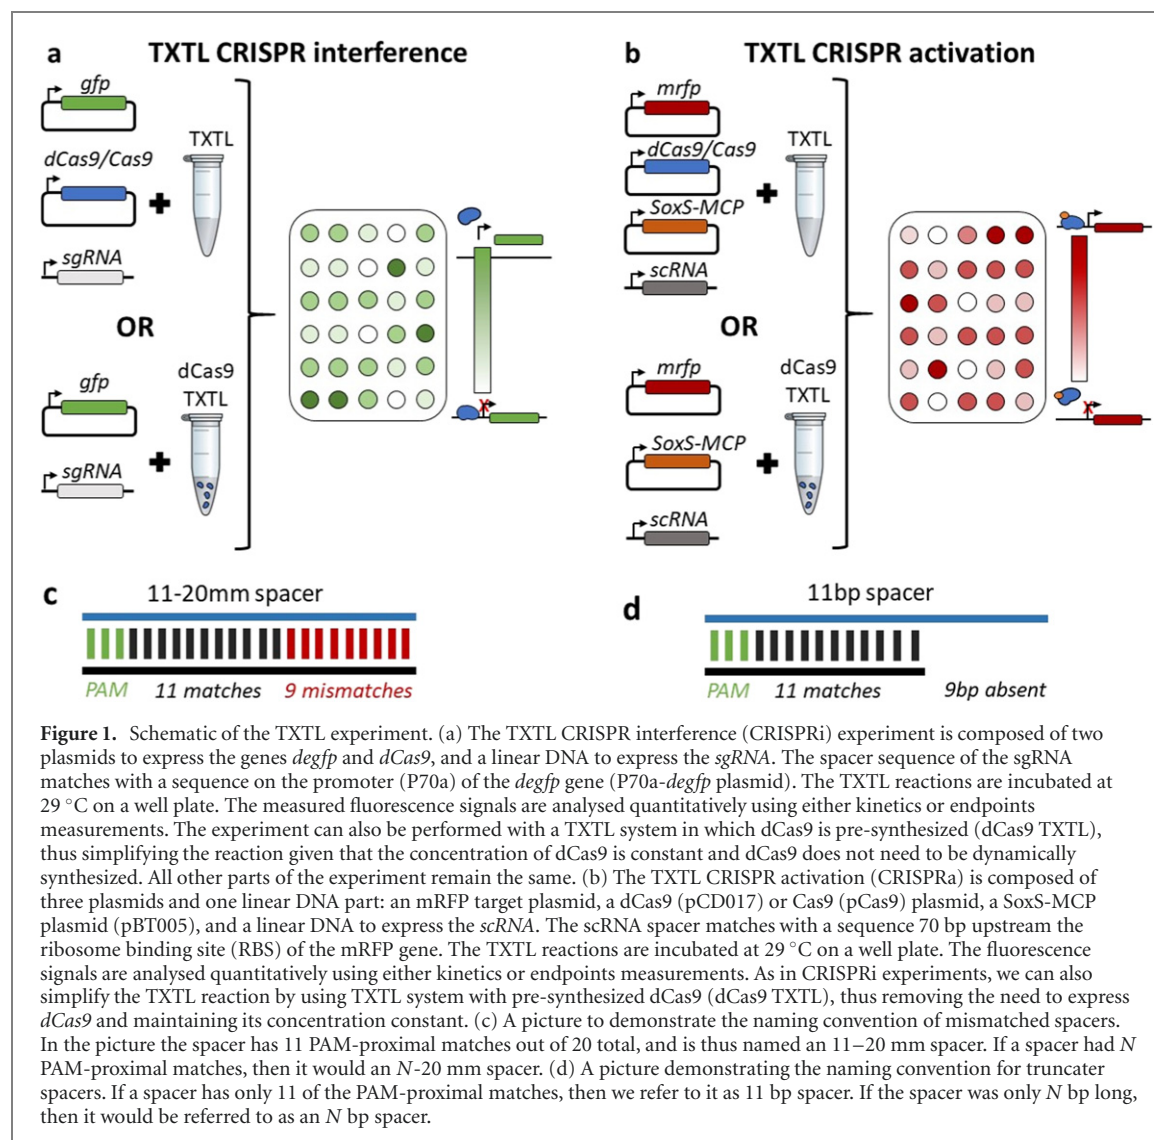 a
TXTL CRISPR interference
gfp
dCas9/Cas9
TXTL
sgRNA
OR
gfp
dCas9
TXTL
sgRNA
X
b
TXTL CRISPR activation
mrfp
dCas9/Cas9
TXTL
SoxS-MCP
scRNA
OR
mrfp
dCas9
TXTL
SoxS-MCP
scRNA
X
c
11-20mm spacer
PAM 11 matches 9 mismatches
d
11bp spacer
PAM 11 matches 9bp absent
Figure 1. Schematic of the TXTL experiment. (a) The TXTL CRISPR interference (CRISPRi) experiment is composed of two
plasmids to express the genes degfp and dCas9, and a linear DNA to express the sgRNA. The spacer sequence of the sgRNA
matches with a sequence on the promoter (P70a) of the degfp gene (P70a-degfp plasmid). The TXTL reactions are incubated at
29 °C on a well plate. The measured fluorescence signals are analysed quantitatively using either kinetics or endpoints
measurements. The experiment can also be performed with a TXTL system in which dCas9 is pre-synthesized (dCas9 TXTL),
thus simplifying the reaction given that the concentration of dCas9 is constant and dCas9 does not need to be dynamically
synthesized. All other parts of the experiment remain the same. (b) The TXTL CRISPR activation (CRISPRa) is composed of
three plasmids and one linear DNA part: an mRFP target plasmid, a dCas9 (pCD017) or Cas9 (pCas9) plasmid, a SoxS-MCP
plasmid (pBT005), and a linear DNA to express the scRNA. The scRNA spacer matches with a sequence 70 bp upstream the
ribosome binding site (RBS) of the mRFP gene. The TXTL reactions are incubated at 29 °C on a well plate. The fluorescence
signals are analysed quantitatively using either kinetics or endpoints measurements. As in CRISPRi experiments, we can also
simplify the TXTL reaction by using TXTL system with pre-synthesized dCas9 (dCas9 TXTL), thus removing the need to express
dCas9 and maintaining its concentration constant. (c) A picture to demonstrate the naming convention of mismatched spacers.
In the picture the spacer has 11 PAM-proximal matches out of 20 total, and is thus named an 11–20 mm spacer. If a spacer had N
PAM-proximal matches, then it would an N-20 mm spacer. (d) A picture demonstrating the naming convention for truncater
spacers. If a spacer has only 11 of the PAM-proximal matches, then we refer to it as 11 bp spacer. If the spacer was only N bp long,
then it would be referred to as an N bp spacer.